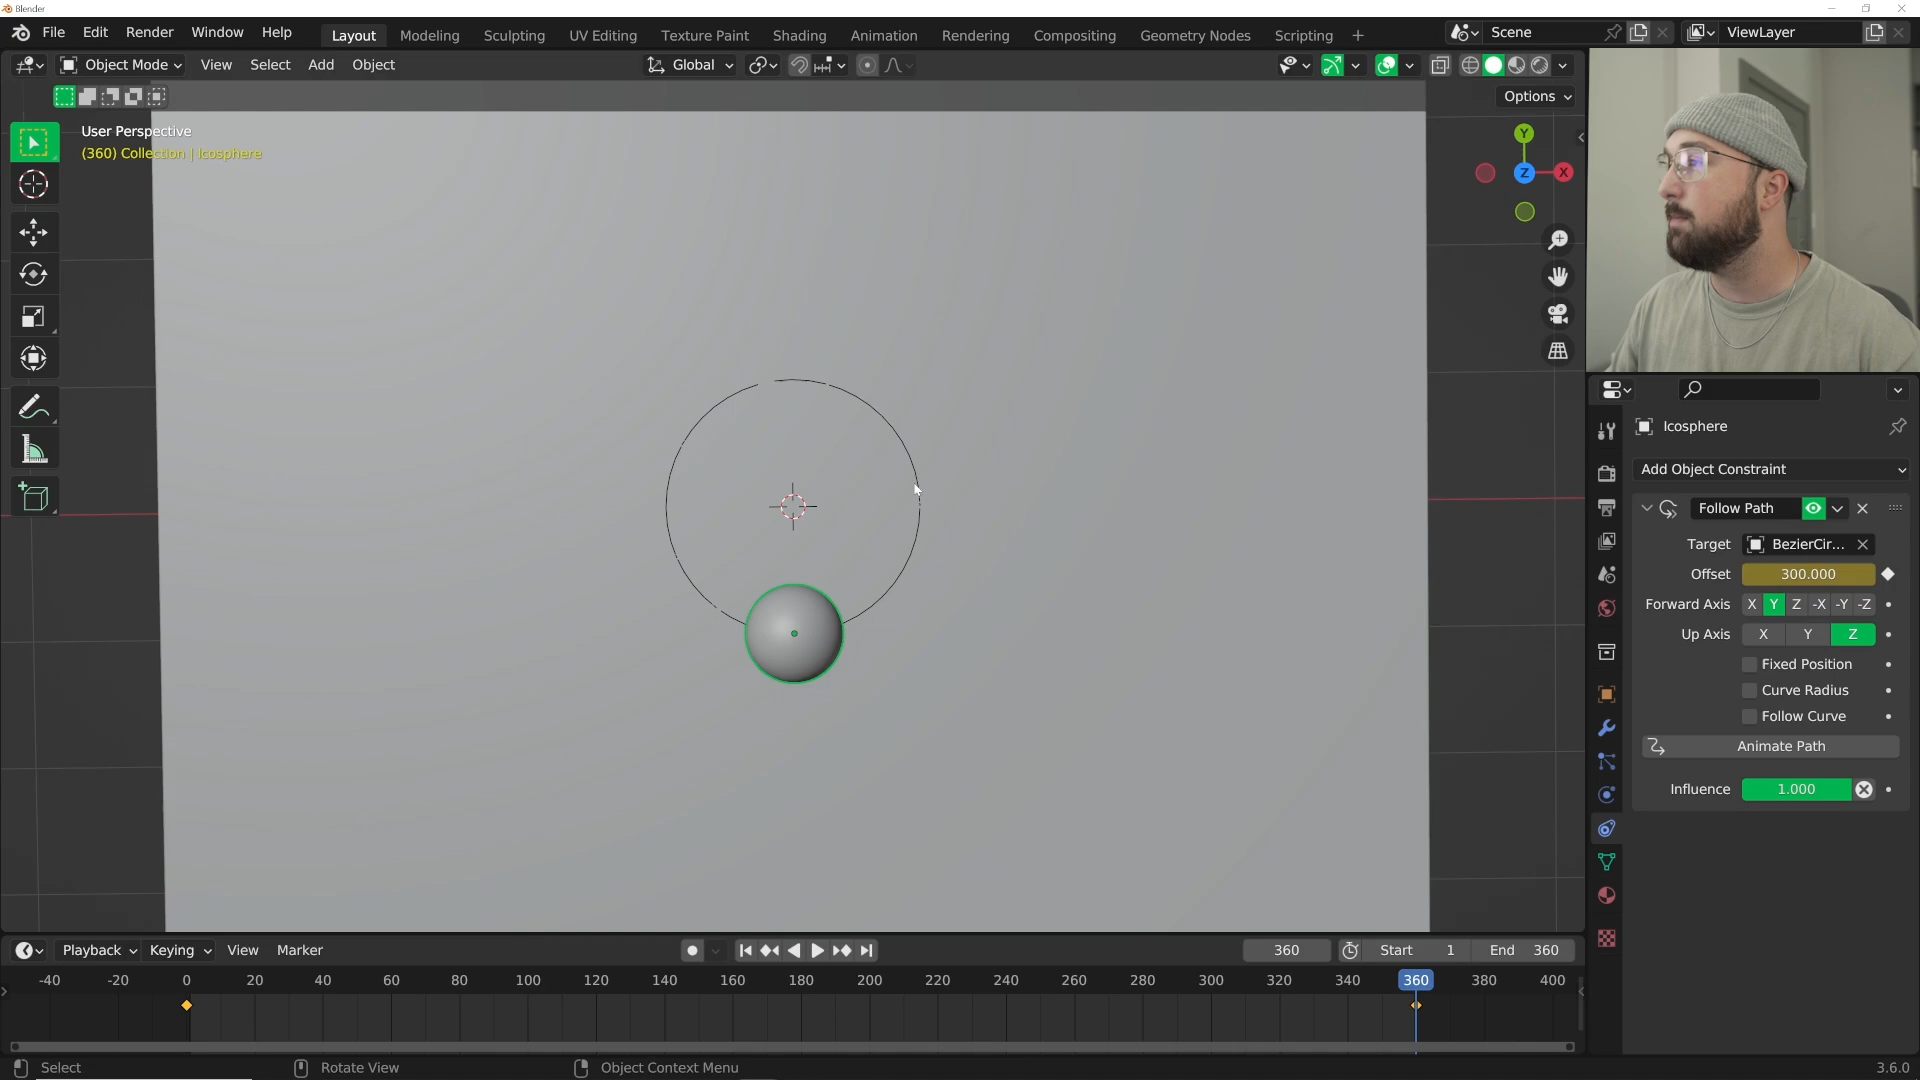 Blender
File Edit Render Window Help Layout Modeling Sculpting UV Editing Texture Paint Shading Animation Rendering Compositing Geometry Nodes Scripting + Scene ViewLayer
Object Mode View Select Add Object Global
Options
User Perspective
(360) Collection | Icosphere
Y
Z X
Icosphere
Add Object Constraint
Follow Path
Target BezierCir...
Offset 300.000
Forward Axis X Y Z -X -Y -Z
Up Axis X Y Z
Fixed Position
Curve Radius
Follow Curve
Animate Path
Influence 1.000
Playback Keying View Marker 360 Start 1 End 360
-40 -20 0 20 40 60 80 100 120 140 160 180 200 220 240 260 280 300 320 340 360 380 400
Select Rotate View Object Context Menu 3.6.0